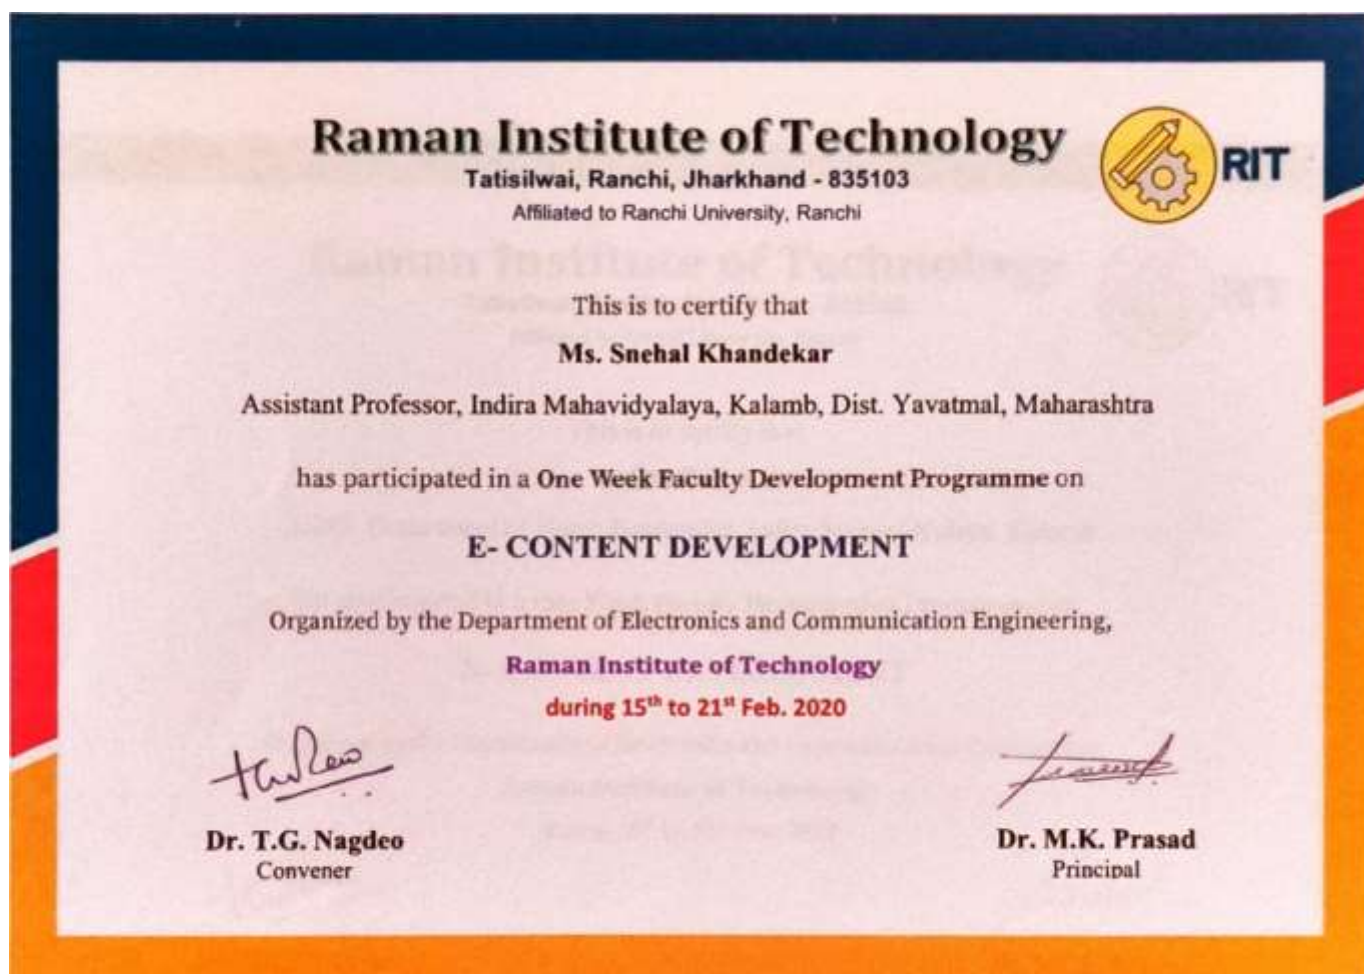 Raman Institute of Technology
RIT
Tatisilwai, Ranchi, Jharkhand - 835103
Affiliated to Ranchi University, Ranchi
This is to certify that
Ms. Snehal Khandekar
Assistant Professor, Indira Mahavidyalaya, Kalamb, Dist. Yavatmal, Maharashtra
has participated in a One Week Faculty Development Programme on
E- CONTENT DEVELOPMENT
Organized by the Department of Electronics and Communication Engineering,
Raman Institute of Technology
during 15th to 21st Feb. 2020
Dr. T.G. Nagdeo
Convener
Dr. M.K. Prasad
Principal